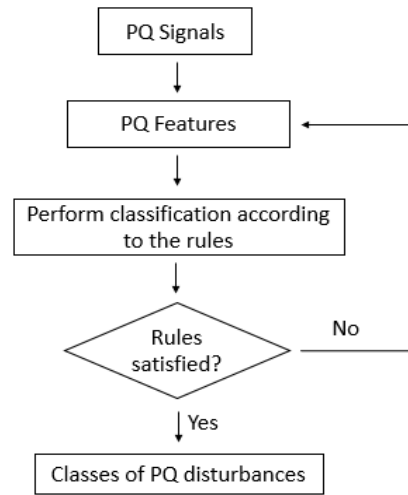 PQ Signals
PQ Features
Perform classification according
to the rules
Rules
satisfied?
No
Yes
Classes of PQ disturbances